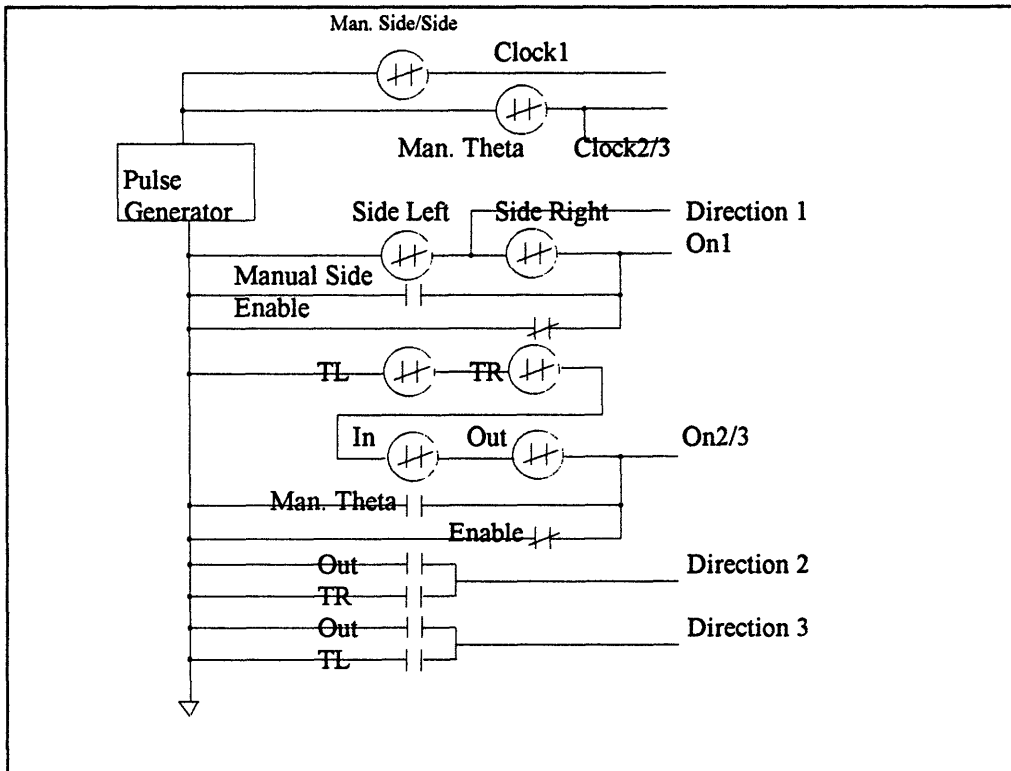 Man. Side/Side
Clock1
Man. Theta
Clock2/3
Pulse
Generator
Side Left
Side Right
Direction 1
On1
Manual Side
Enable
TL
TR
In
Out
On2/3
Man. Theta
Enable
Out
Direction 2
TR
Out
Direction 3
TL